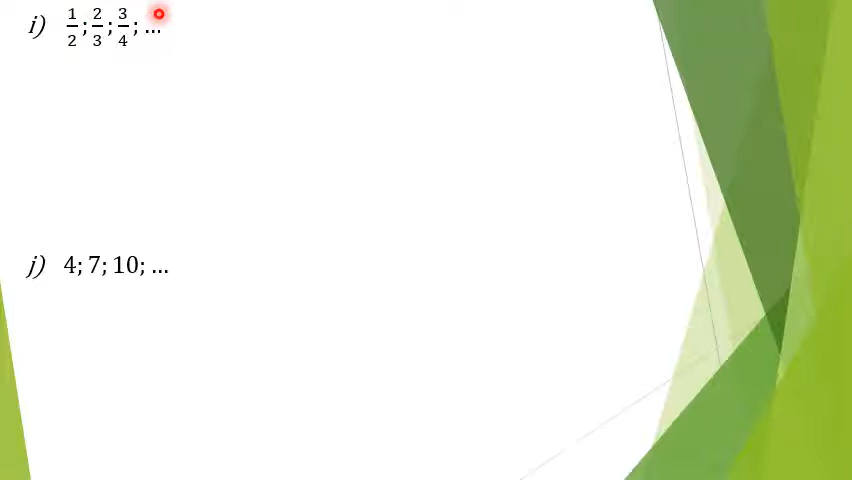 i) 1/2; 2/3; 3/4; ...
j) 4; 7; 10; ...